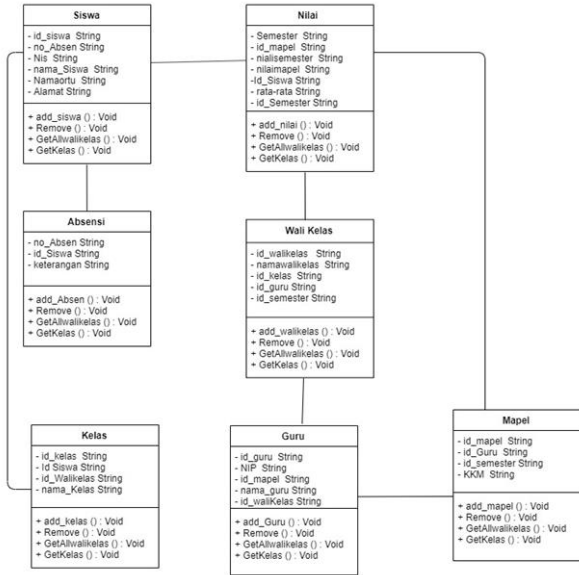 Siswa
- id_siswa String
- no_Absen String
- Nis String
- nama_Siswa String
- Namaortu String
- Alamat String
+ add_siswa () : Void
+ Remove () : Void
+ GetAllwalikelas () : Void
+ GetKelas () : Void
Nilai
- Semester String
- id_mapel String
- nialisemester String
- nilaimapel String
-Id_Siswa String
- rata-rata String
- id_Semester String
+ add_nilai () : Void
+ Remove () : Void
+ GetAllwalikelas () : Void
+ GetKelas () : Void
Absensi
- no_Absen String
- id_Siswa String
- keterangan String
+ add_Absen () : Void
+ Remove () : Void
+ GetAllwalikelas () : Void
+ GetKelas () : Void
Wali Kelas
- id_walikelas String
- namawalikelas String
- id_kelas String
- id_guru String
- id_semester String
+ add_walikelas () : Void
+ Remove () : Void
+ GetAllwalikelas () : Void
+ GetKelas () : Void
Kelas
- id_kelas String
- Id Siswa String
- id_Walikelas String
- nama_Kelas String
+ add_kelas () : Void
+ Remove () : Void
+ GetAllwalikelas () : Void
+ GetKelas () : Void
Guru
- id_guru String
- NIP String
- id_mapel String
- nama_guru String
- id_waliKelas String
+ add_Guru () : Void
+ Remove () : Void
+ GetAllwalikelas () : Void
+ GetKelas () : Void
Mapel
- id_mapel String
- id_Guru String
- id_semester String
- KKM String
+ add_mapel () : Void
+ Remove () : Void
+ GetAllwalikelas () : Void
+ GetKelas () : Void